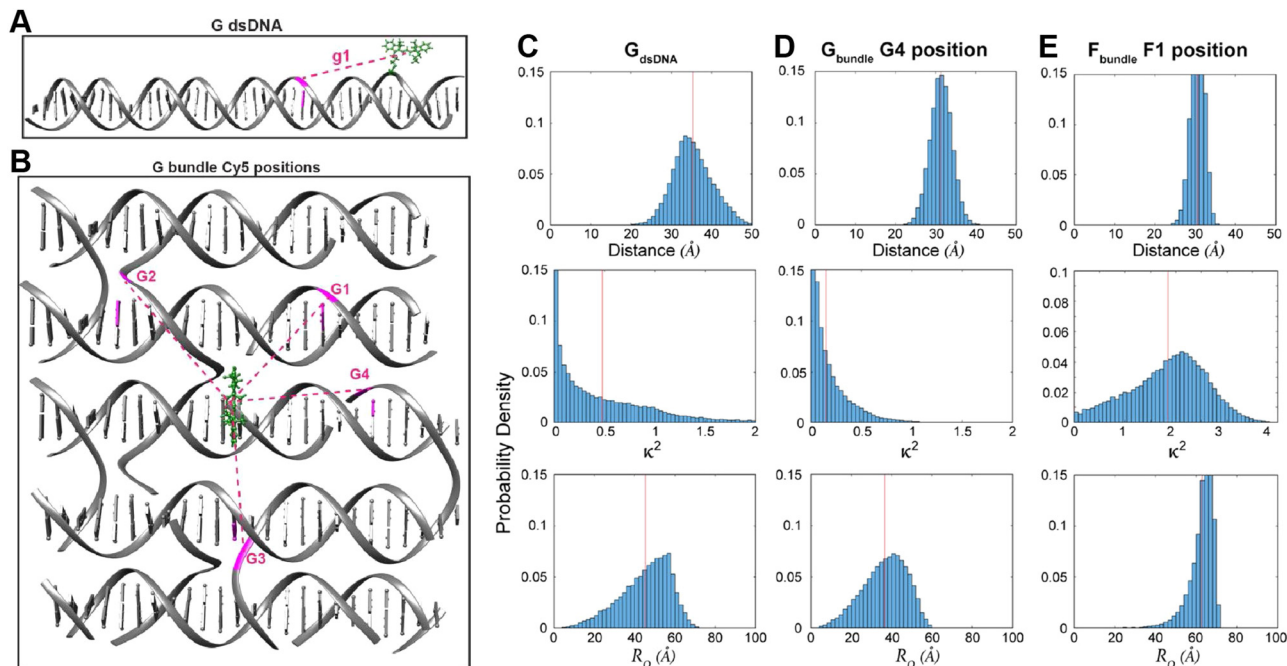 A
G dsDNA
g1
B
G bundle Cy5 positions
G2
G1
G4
G3
Probability Density
C
G dsDNA
0.15
0.1
0.05
0
0 10 20 30 40 50
Distance (Å)
0.15
0.1
0.05
0
0 0.5 1 1.5 2
κ2
0.15
0.1
0.05
0
0 20 40 60 80 100
RO (Å)
D
Gbundle G4 position
0.15
0.1
0.05
0
0 10 20 30 40 50
Distance (Å)
0.15
0.1
0.05
0
0 0.5 1 1.5 2
κ2
0.15
0.1
0.05
0
0 20 40 60 80 100
RO (Å)
E
Fbundle F1 position
0.15
0.1
0.05
0
0 10 20 30 40 50
Distance (Å)
0.1
0.08
0.06
0.04
0.02
0
0 1 2 3 4
κ2
0.15
0.1
0.05
0
0 20 40 60 80 100
RO (Å)